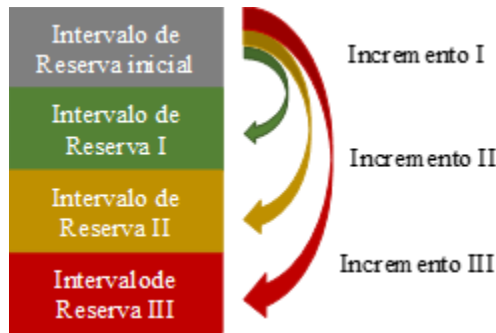 Intervalo de
Reserva inicial
Intervalo de
Reserva I
Intervalo de
Reserva II
Intervalode
Reserva III
Incremento I
Incremento II
Incremento III